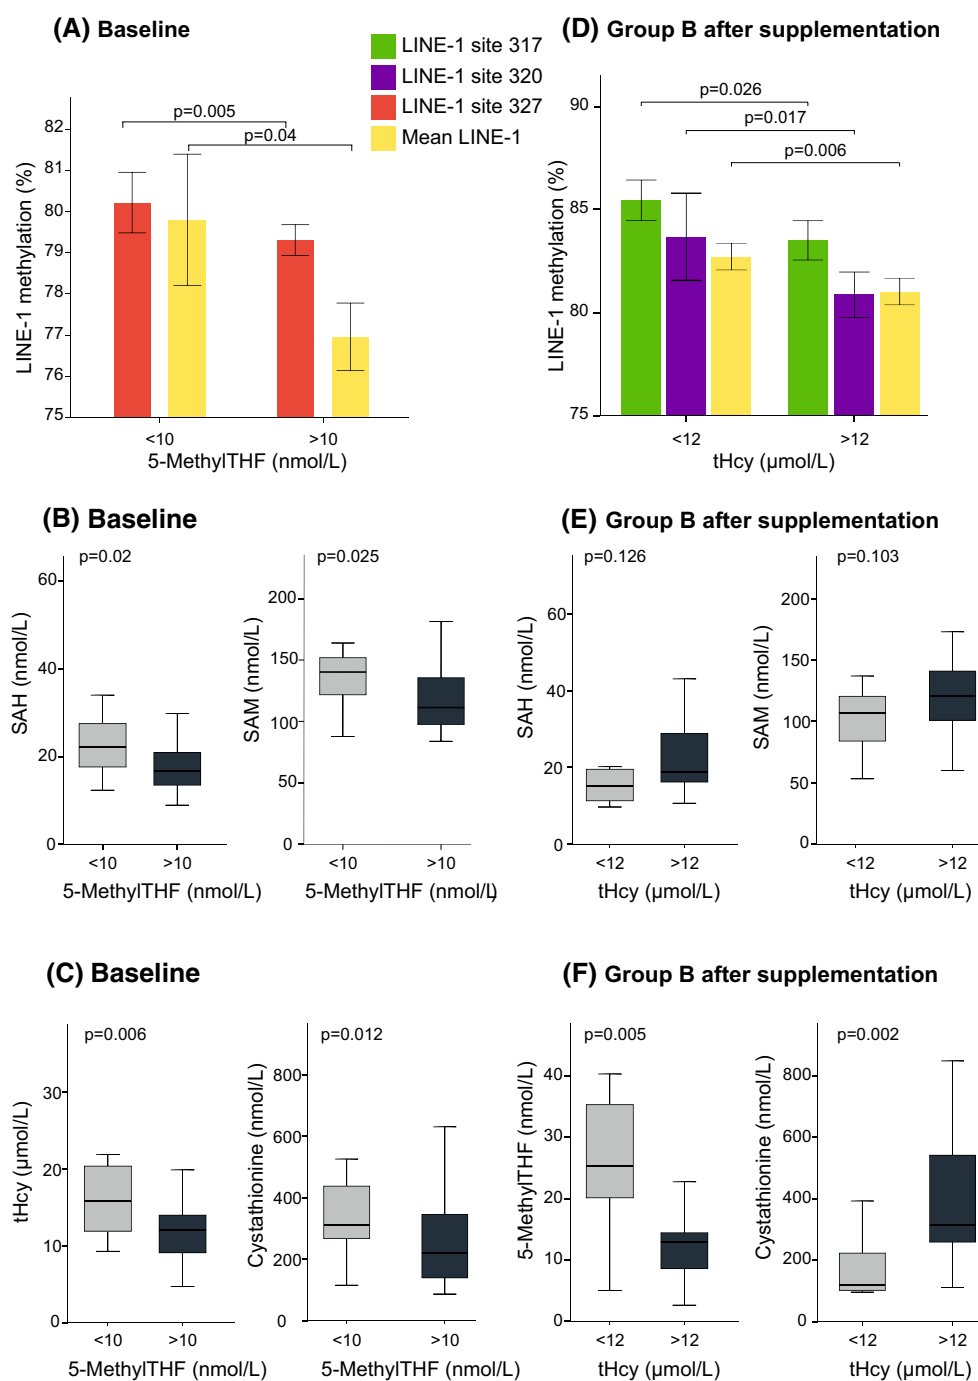 (A) Baseline
LINE-1 site 317
LINE-1 site 320
LINE-1 site 327
Mean LINE-1
p=0.005
p=0.04
LINE-1 methylation (%)
82
81
80
79
78
77
76
75
<10
>10
5-MethylTHF (nmol/L)
(D) Group B after supplementation
p=0.026
p=0.017
p=0.006
LINE-1 methylation (%)
90
85
80
75
<12
>12
tHcy (µmol/L)
(B) Baseline
p=0.02
SAH (nmol/L)
60
40
20
0
<10
>10
5-MethylTHF (nmol/L)
p=0.025
SAM (nmol/L)
200
150
100
50
0
<10
>10
5-MethylTHF (nmol/L)
(E) Group B after supplementation
p=0.126
SAH (nmol/L)
60
40
20
0
<12
>12
tHcy (µmol/L)
p=0.103
SAM (nmol/L)
200
150
100
50
0
<12
>12
tHcy (µmol/L)
(C) Baseline
p=0.006
tHcy (µmol/L)
30
20
10
0
<10
>10
5-MethylTHF (nmol/L)
p=0.012
Cystathionine (nmol/L)
800
600
400
200
0
<10
>10
5-MethylTHF (nmol/L)
(F) Group B after supplementation
p=0.005
5-MethylTHF (nmol/L)
40
30
20
10
0
<12
>12
tHcy (µmol/L)
p=0.002
Cystathionine (nmol/L)
800
600
400
200
0
<12
>12
tHcy (µmol/L)